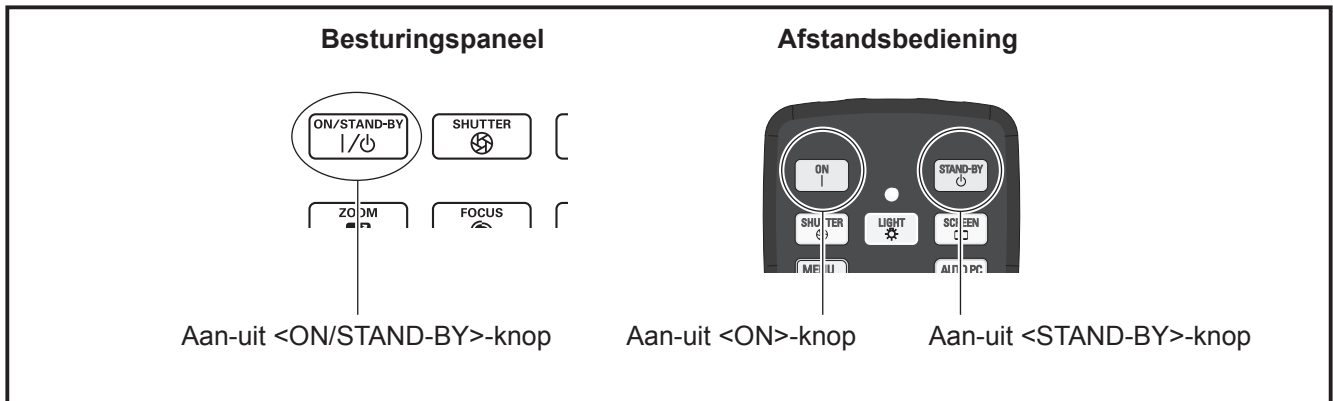 Besturingspaneel Afstandsbediening
ON/STAND-BY SHUTTER
ON STAND-BY
ZOOM FOCUS
SHUTTER LIGHT SCREEN
MENU AUTO PC
Aan-uit <ON/STAND-BY>-knop Aan-uit <ON>-knop Aan-uit <STAND-BY>-knop